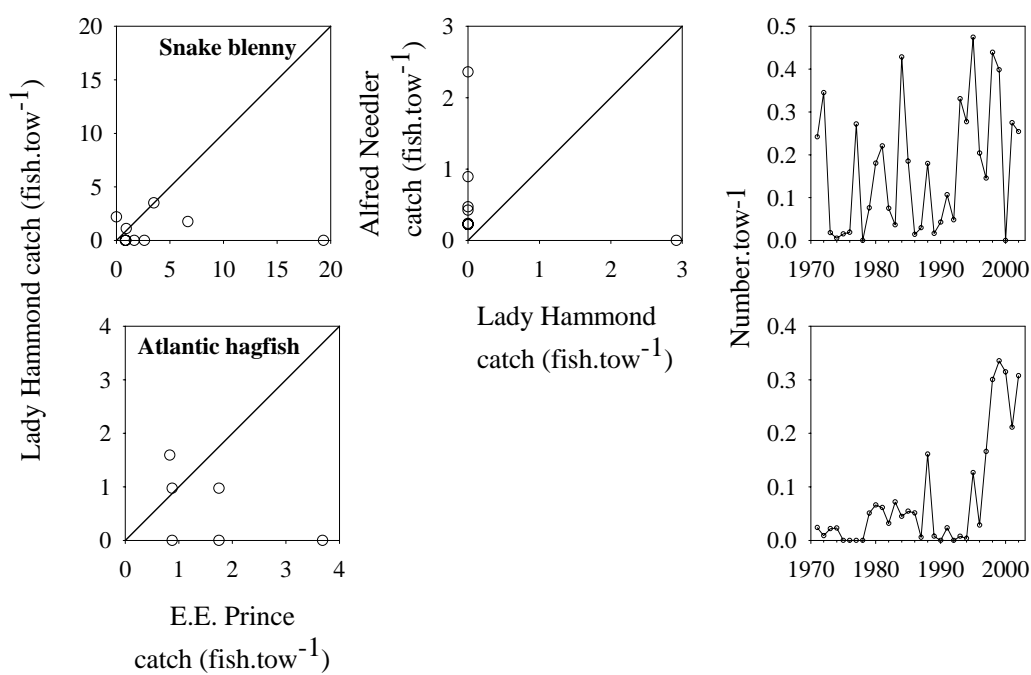 Lady Hammond catch (fish.tow-1)
20
15
10
5
0
Snake blenny
0 5 10 15 20
Alfred Needler
catch (fish.tow-1)
3
2
1
0
0 1 2 3
Lady Hammond
catch (fish.tow-1)
Number.tow-1
0.5
0.4
0.3
0.2
0.1
0.0
1970 1980 1990 2000
4
3
2
1
0
Atlantic hagfish
0 1 2 3 4
E.E. Prince
catch (fish.tow-1)
0.4
0.3
0.2
0.1
0.0
1970 1980 1990 2000